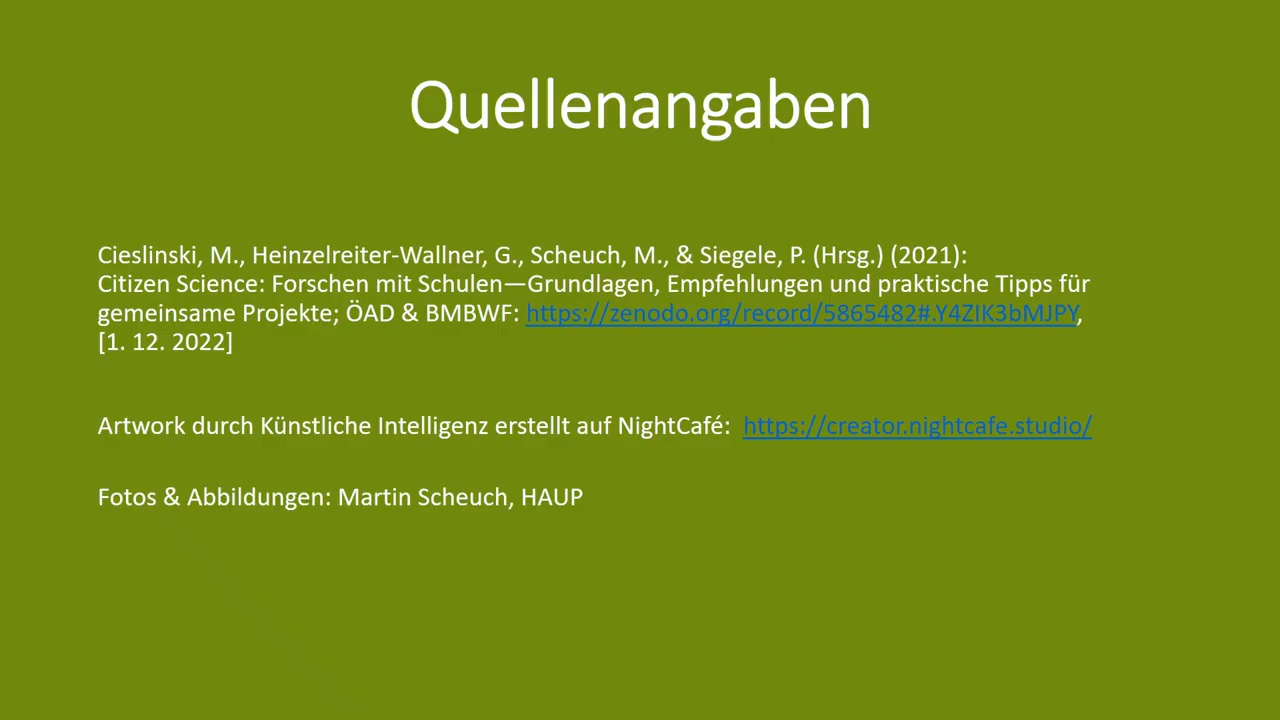 Quellenangaben
Cieslinski, M., Heinzelreiter-Wallner, G., Scheuch, M., & Siegele, P. (Hrsg.) (2021):
Citizen Science: Forschen mit Schulen—Grundlagen, Empfehlungen und praktische Tipps für
gemeinsame Projekte; ÖAD & BMBWF: https://zenodo.org/record/5865482#.Y4ZIK3bMJPY,
[1. 12. 2022]
Artwork durch Künstliche Intelligenz erstellt auf NightCafé: https://creator.nightcafe.studio/
Fotos & Abbildungen: Martin Scheuch, HAUP